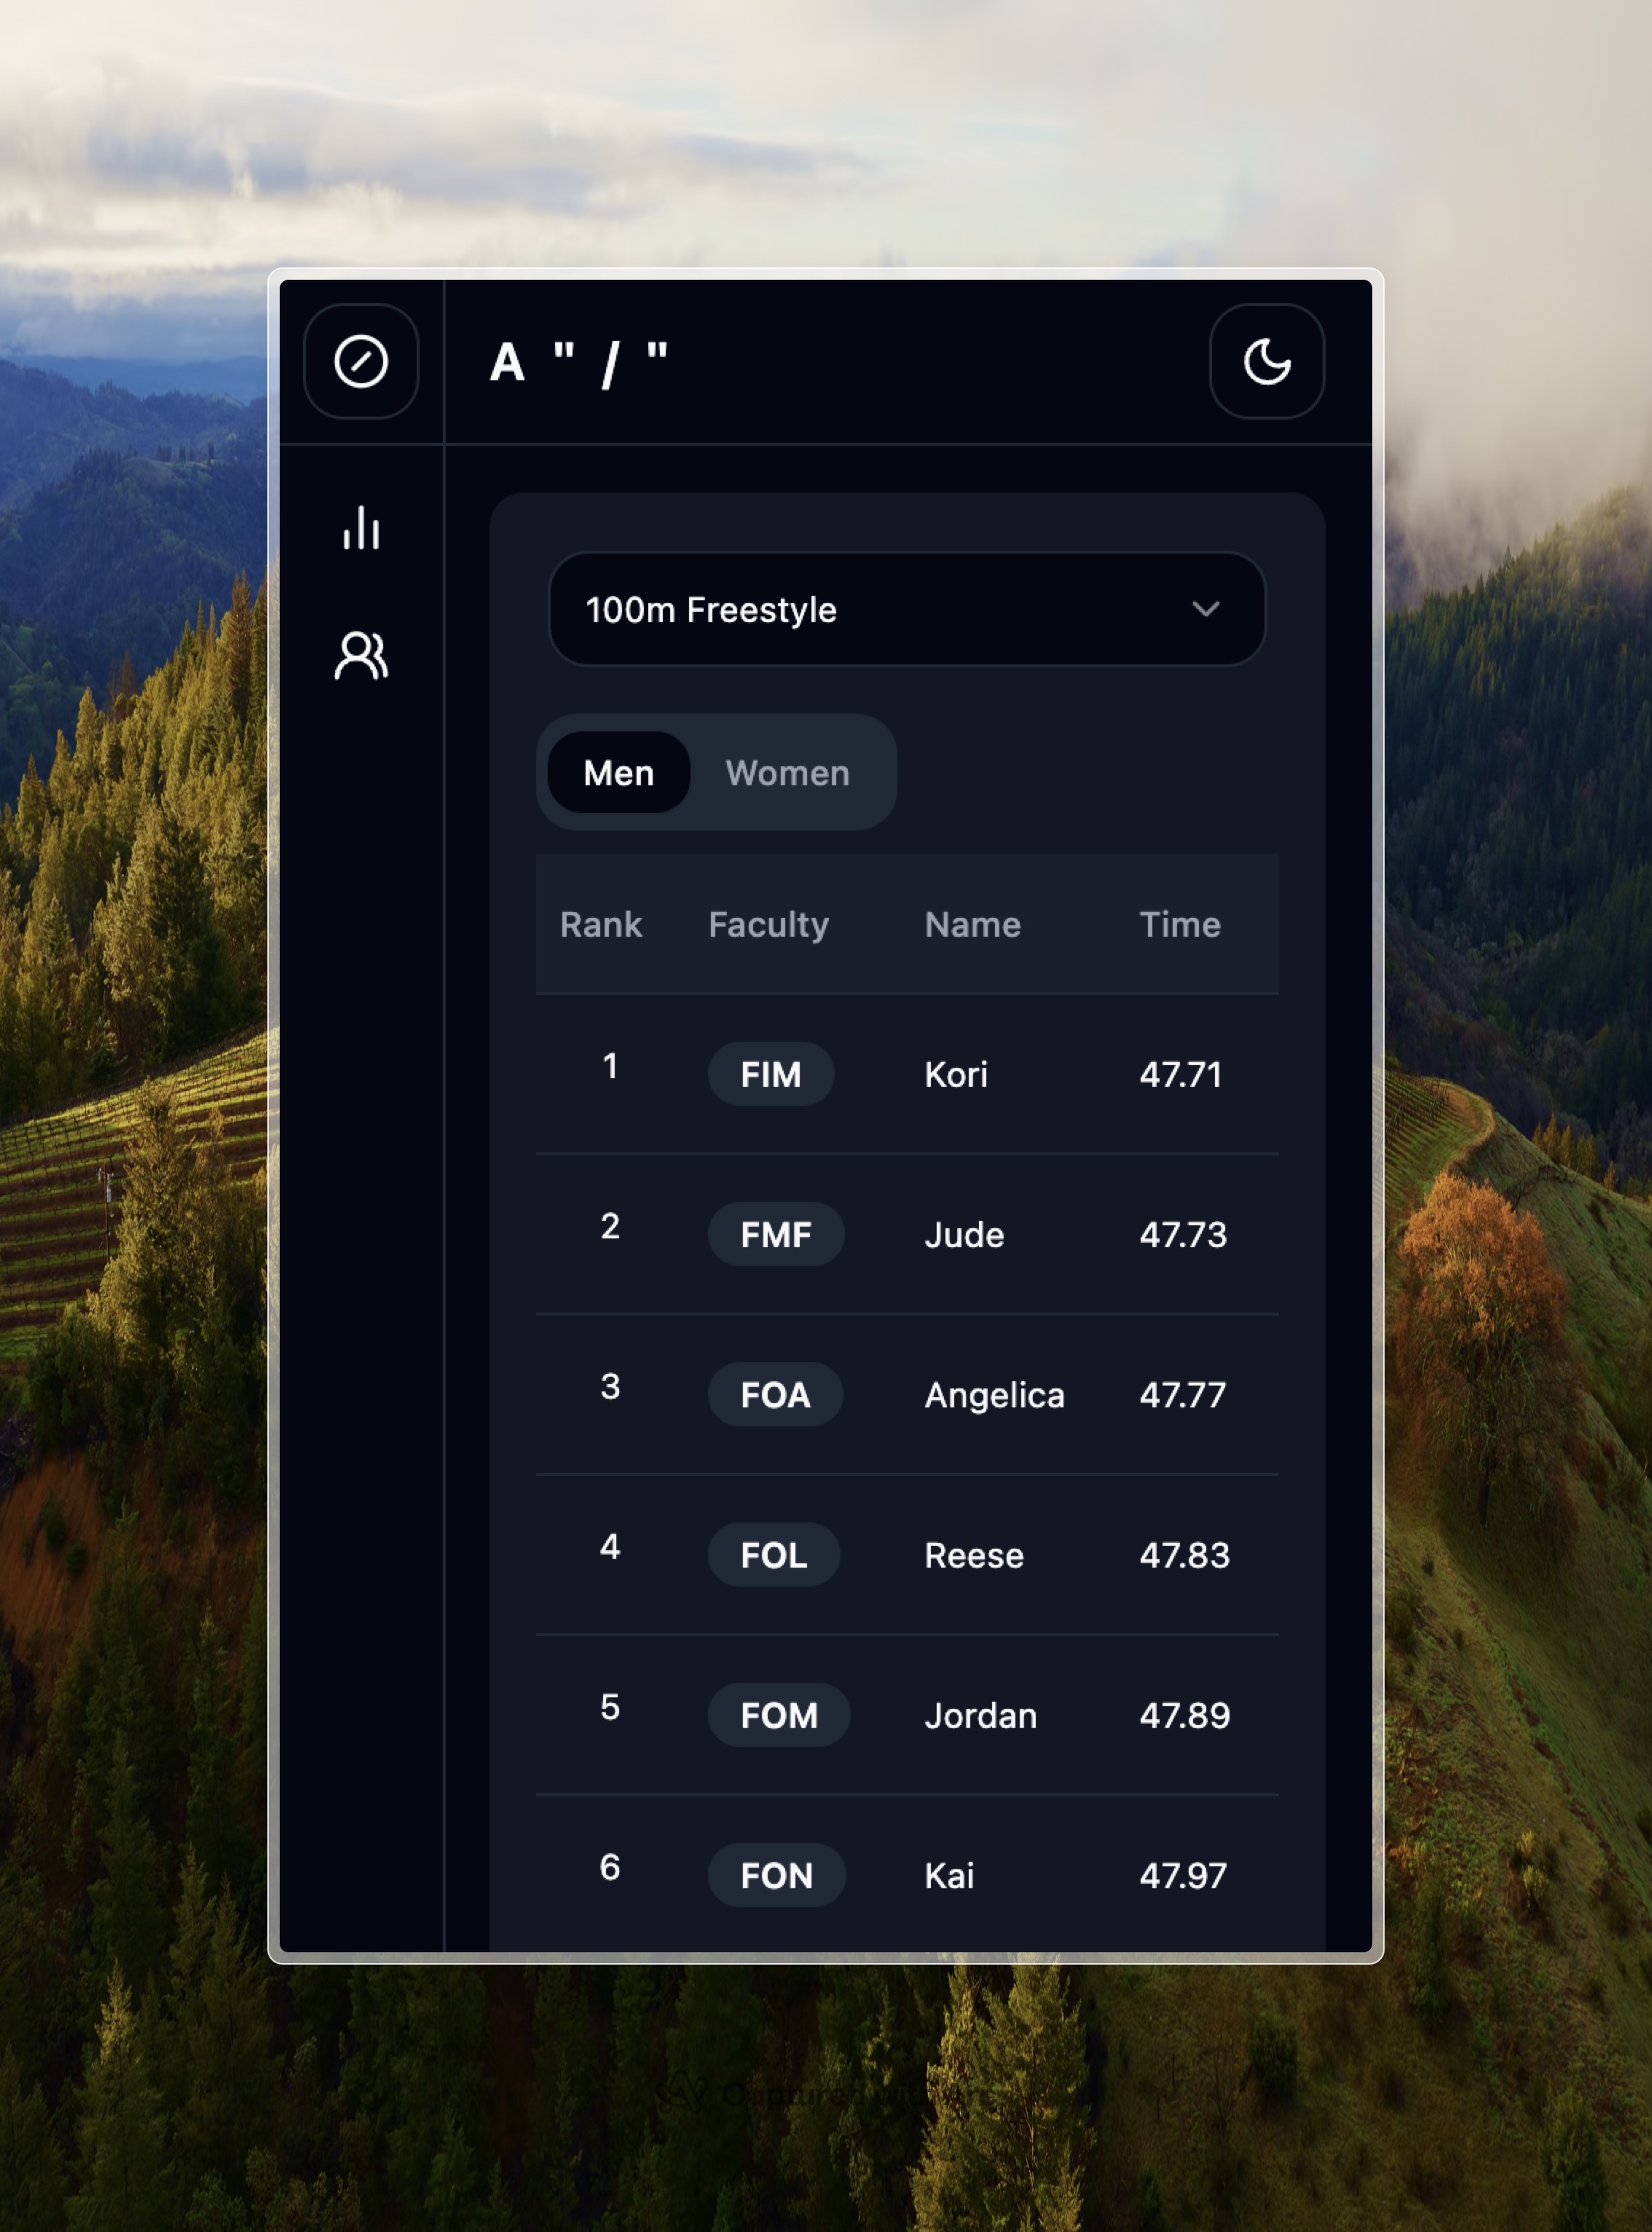 A " / "
100m Freestyle
Men Women
Rank Faculty Name Time
1 FIM Kori 47.71
2 FMF Jude 47.73
3 FOA Angelica 47.77
4 FOL Reese 47.83
5 FOM Jordan 47.89
6 FON Kai 47.97